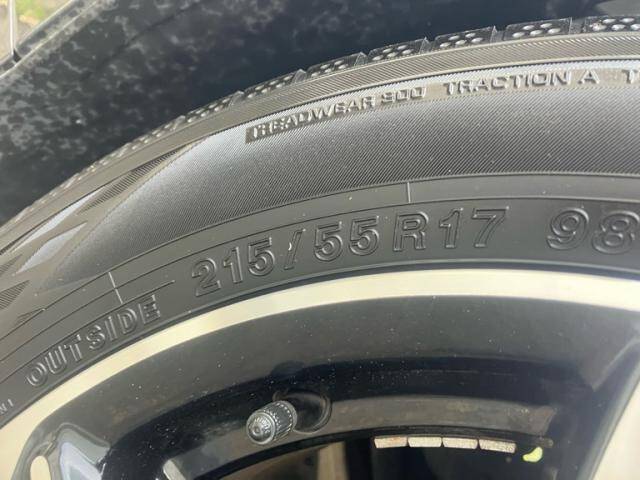 TREADWEAR 900 TRACTION A T
OUTSIDE 215/55R17 98